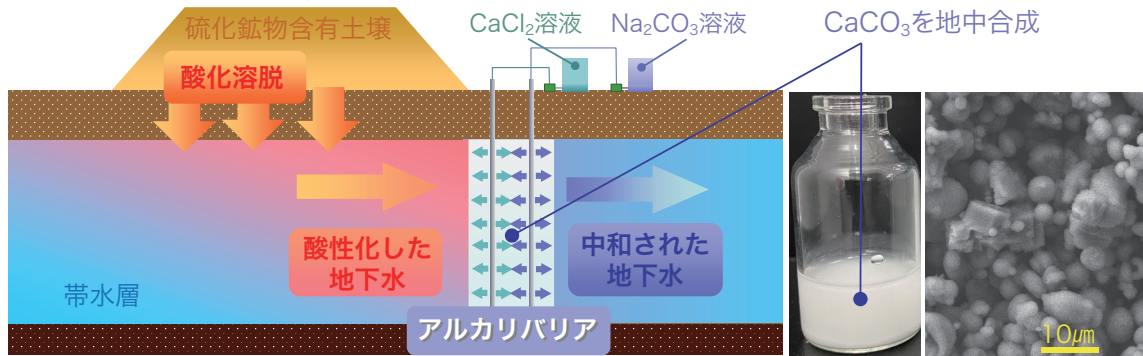 硫化鉱物含有土壌
酸化溶脱
CaCl₂溶液
Na₂CO₃溶液
CaCO₃を地中合成
酸性化した
地下水
中和された
地下水
帯水層
アルカリバリア
10μm